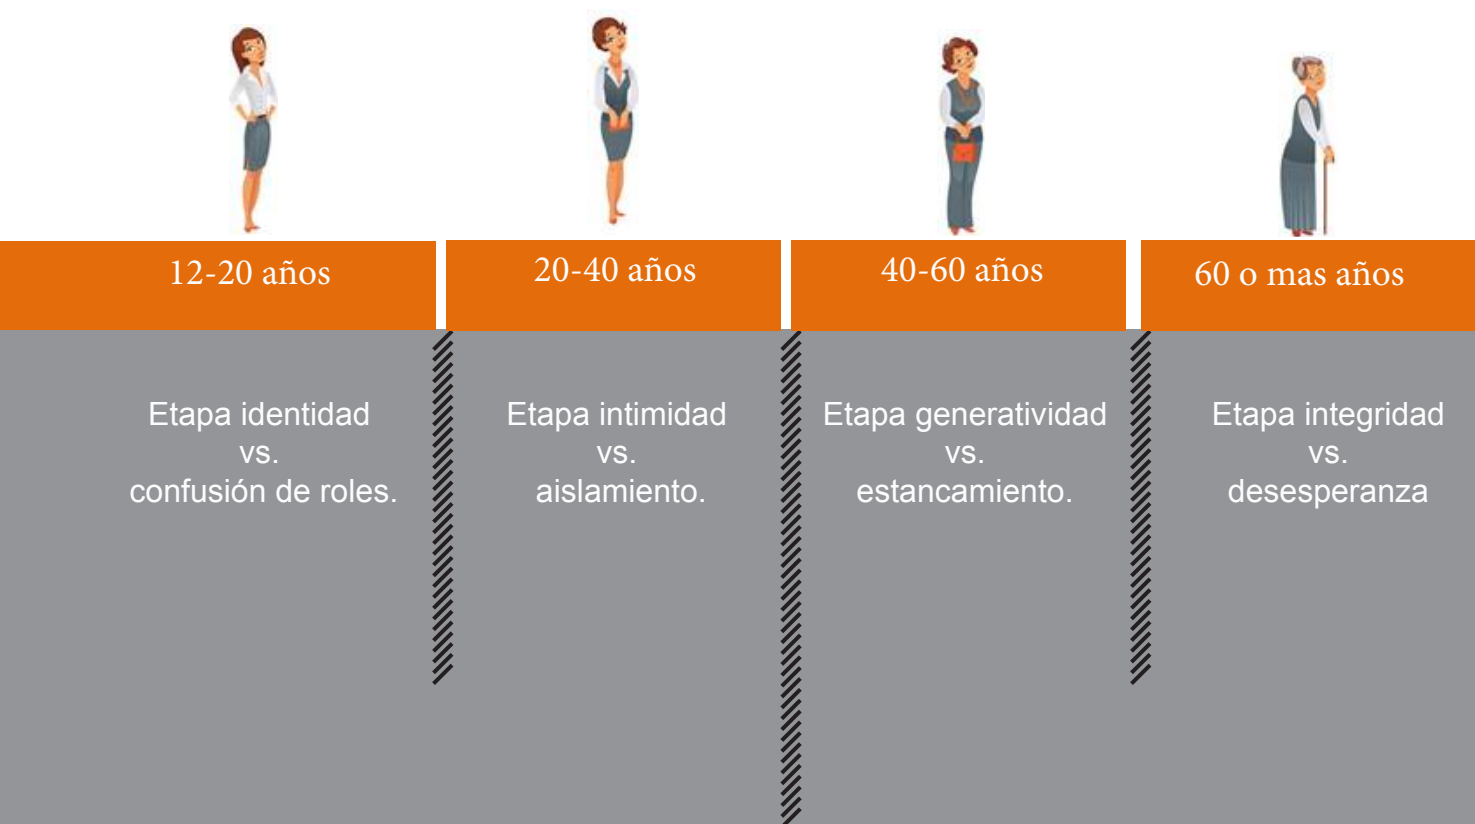 12-20 años
20-40 años
40-60 años
60 o mas años
Etapa identidad
vs.
confusión de roles.
Etapa intimidad
vs.
aislamiento.
Etapa generatividad
vs.
estancamiento.
Etapa integridad
vs.
desesperanza